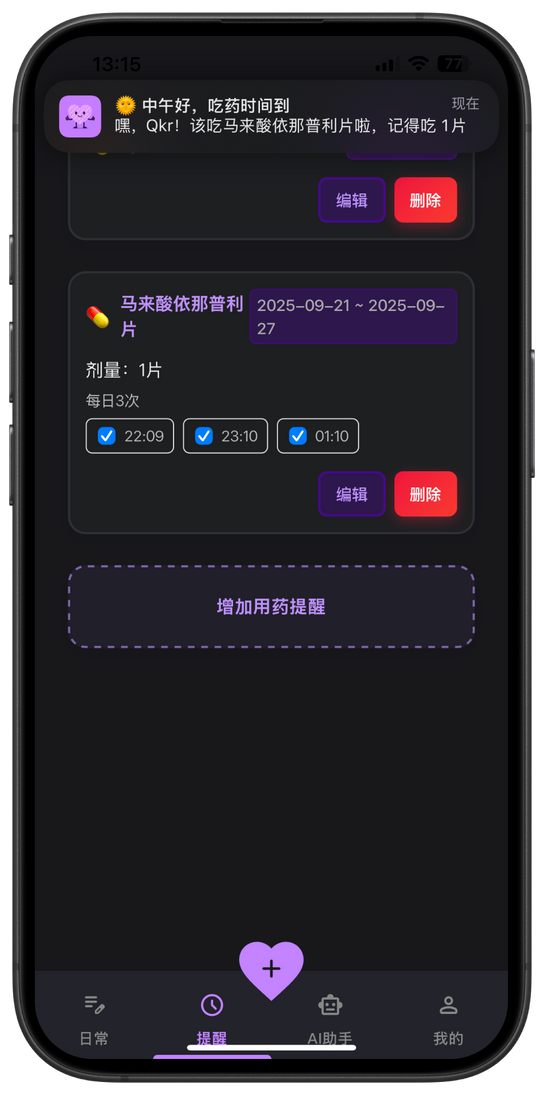 13:15
77
🌞 中午好，吃药时间到
现在
嘿，Qkr！该吃马来酸依那普利片啦，记得吃 1 片
编辑
删除
马来酸依那普利
片
2025-09-21 ~ 2025-09-
27
剂量：1片
每日3次
22:09
23:10
01:10
编辑
删除
增加用药提醒
日常
提醒
AI助手
我的